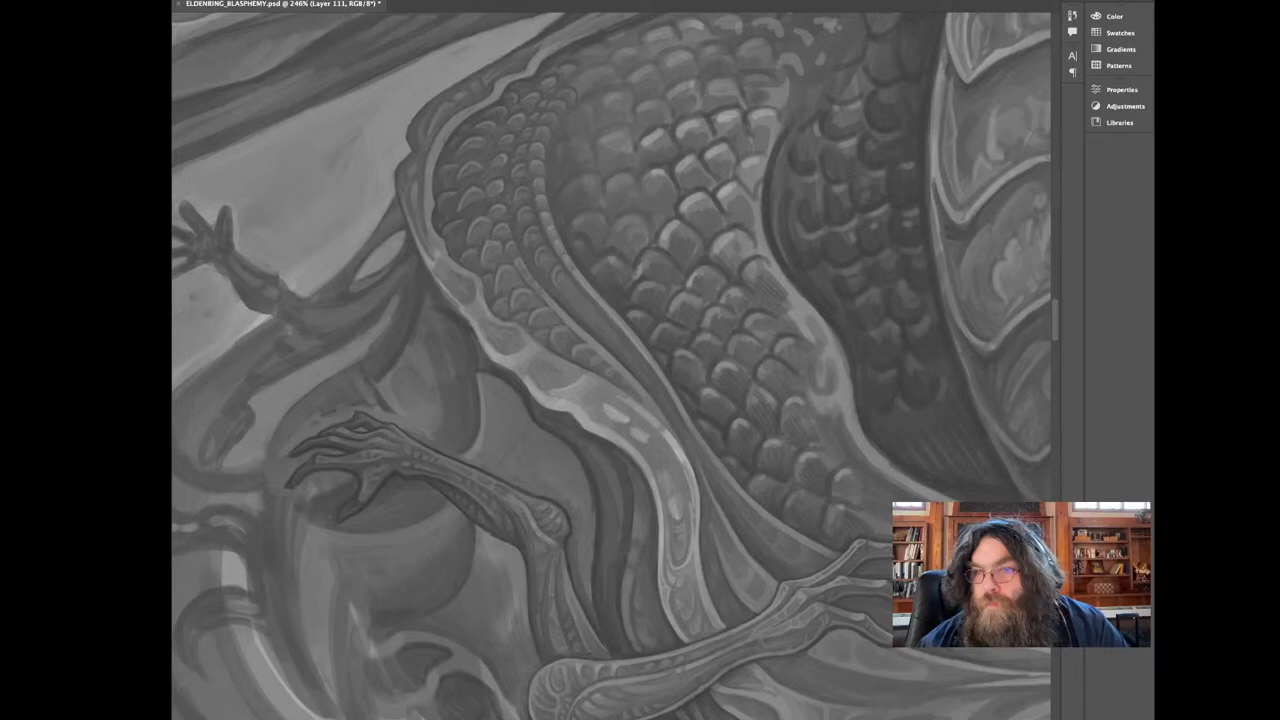 × ELDENRING_BLASPHEMY.psd @ 246% (Layer 111, RGB/8*) *
Color
Swatches
Gradients
Patterns
Properties
Adjustments
Libraries